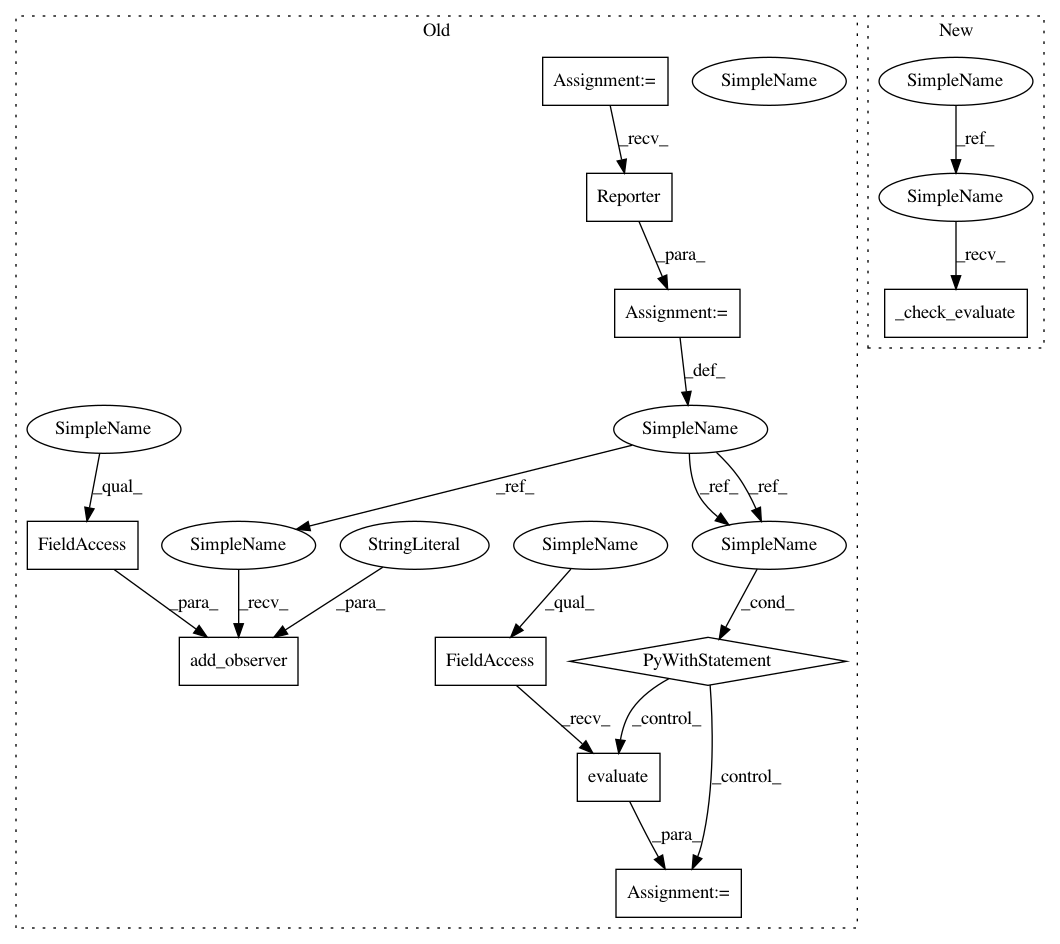 Old
New
Assignment:=
SimpleName
SimpleName
_recv_
_ref_
Reporter
SimpleName
_para_
_recv_
Assignment:=
_check_evaluate
_def_
SimpleName
SimpleName
_qual_
_ref_
_ref_
_ref_
FieldAccess
SimpleName
StringLiteral
SimpleName
SimpleName
_para_
_recv_
_para_
_qual_
_cond_
add_observer
FieldAccess
PyWithStatement
_recv_
_control_
evaluate
_control_
_para_
Assignment:=